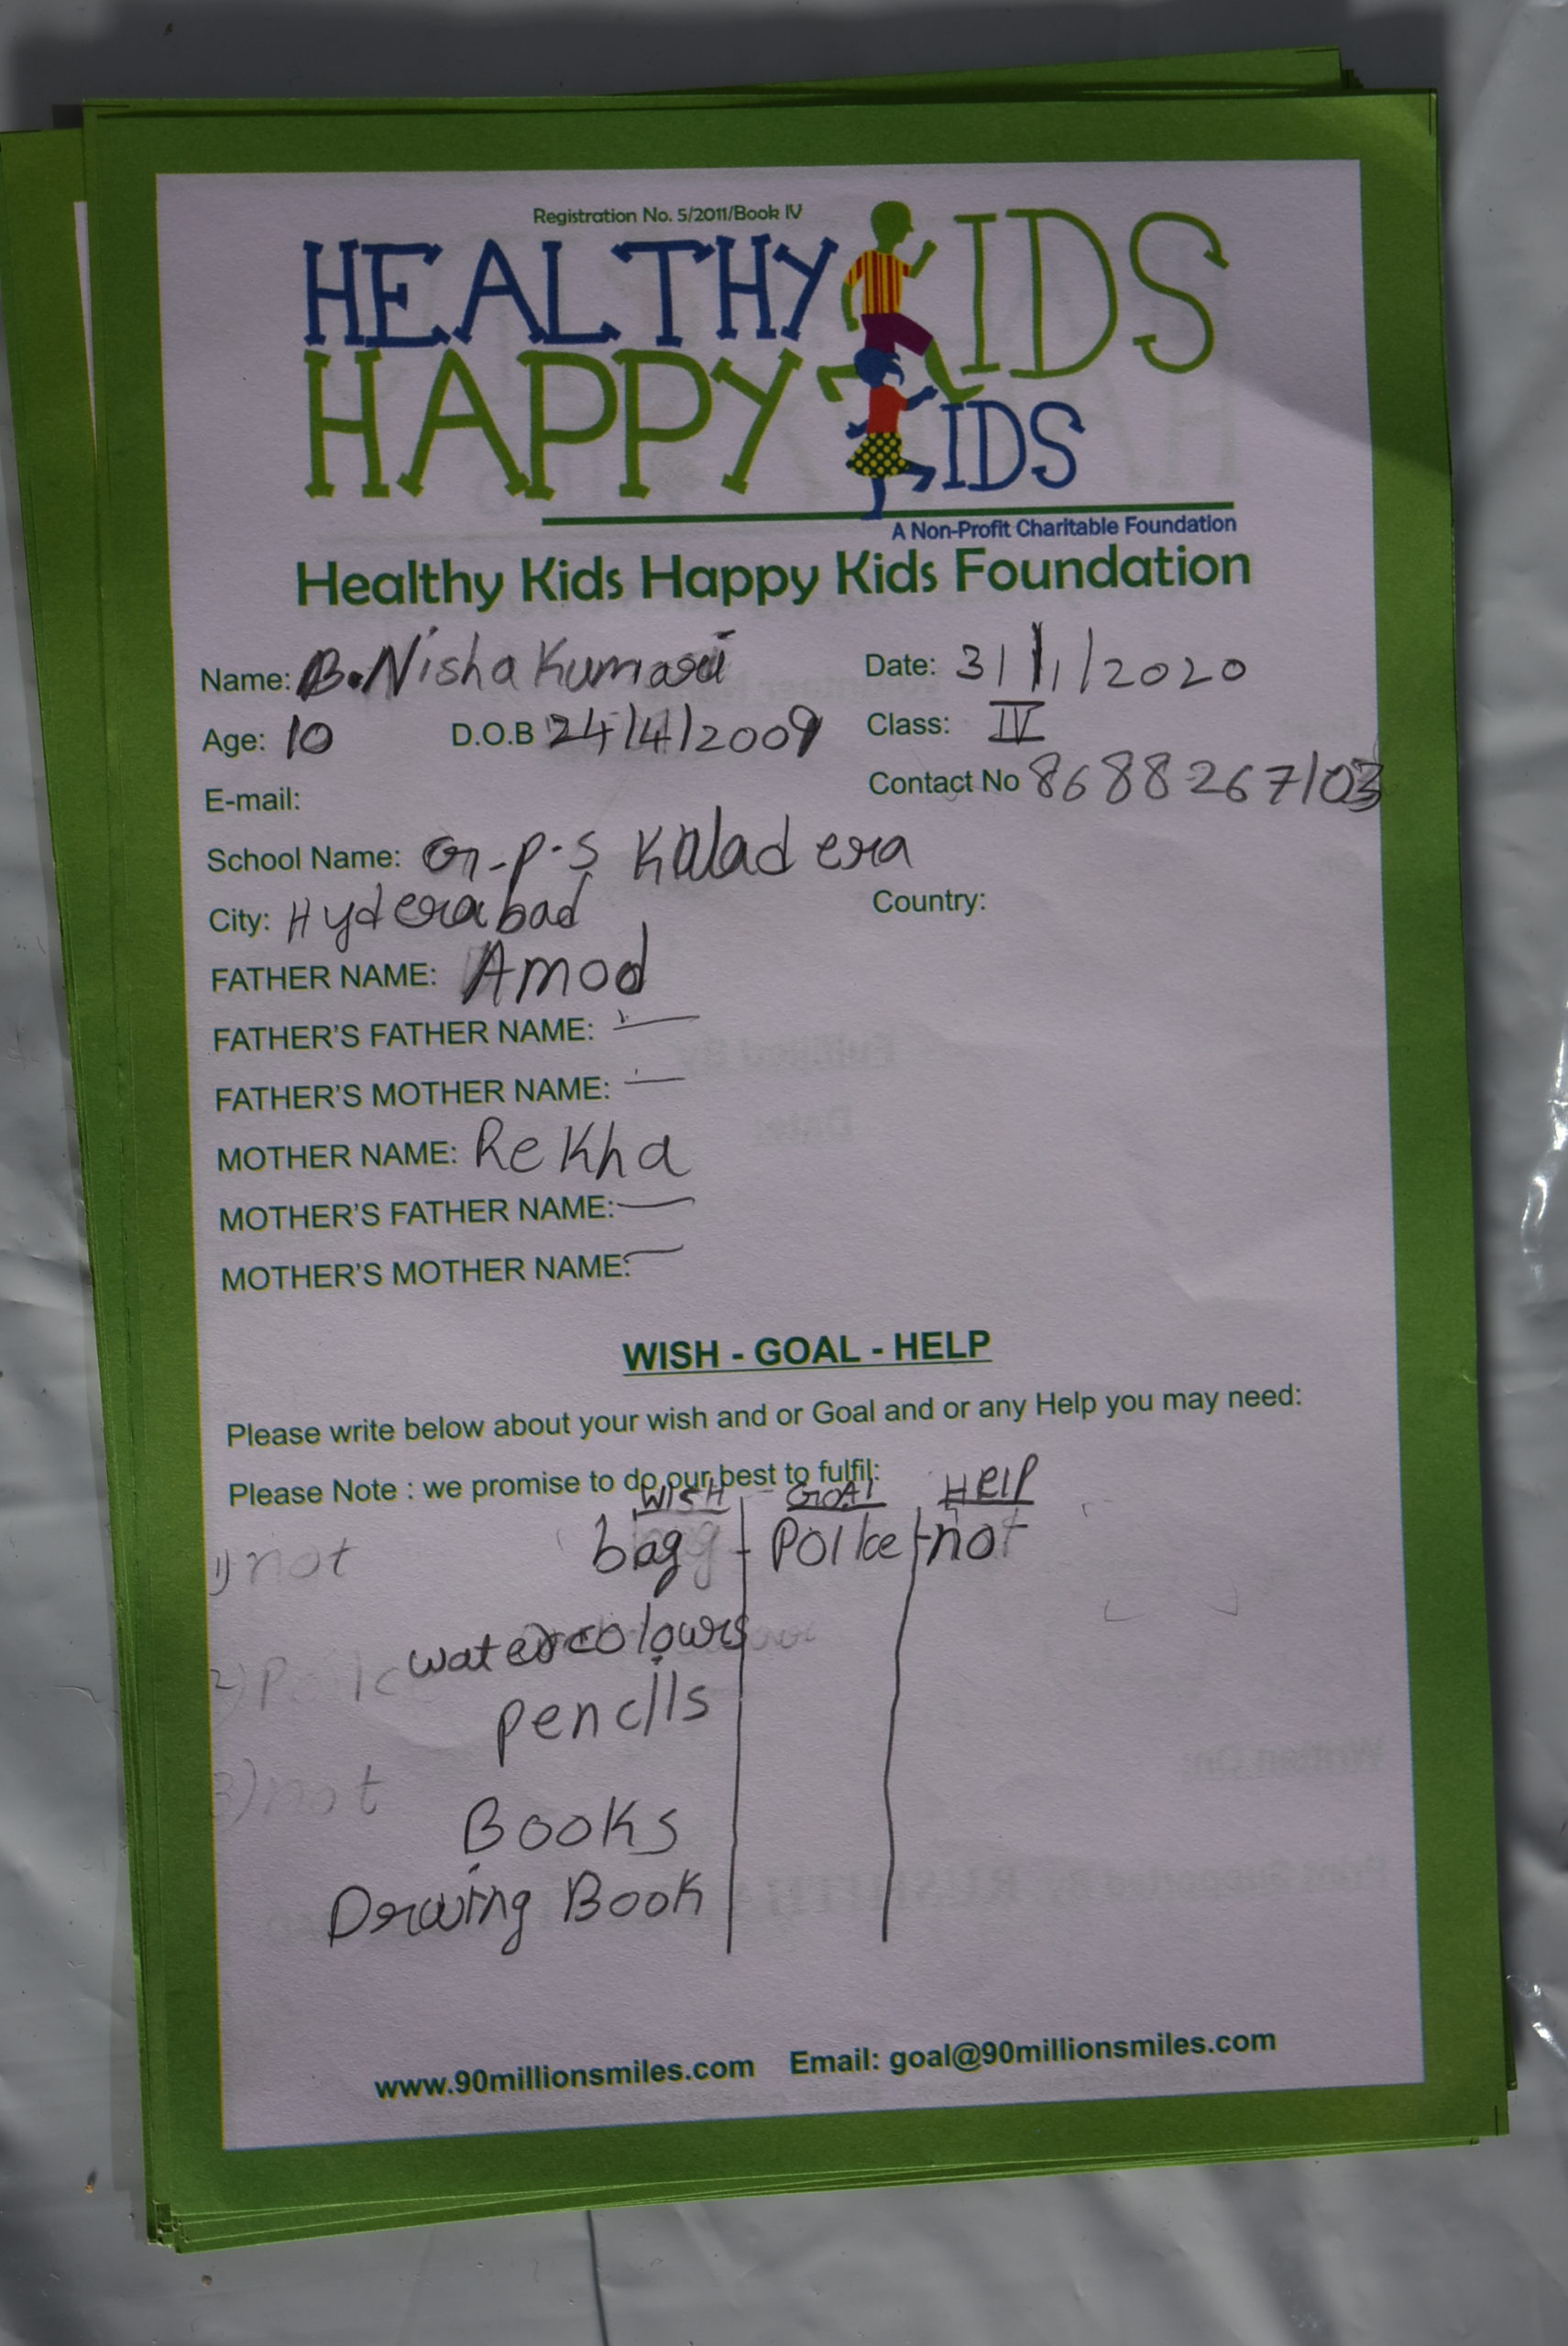 Registration No. 5/2011/Book IV
HEALTHY KIDS
HAPPY KIDS
A Non-Profit Charitable Foundation
Healthy Kids Happy Kids Foundation
Name: B. Nisha Kumari Date: 31/1/2020
Age: 10 D.O.B 24/4/2009 Class: IV
E-mail: Contact No 8688267103
School Name: G.P.S Kaladera
City: Hyderabad Country:
FATHER NAME: Amod
FATHER'S FATHER NAME: —
FATHER'S MOTHER NAME: —
MOTHER NAME: Rekha
MOTHER'S FATHER NAME: —
MOTHER'S MOTHER NAME: —
WISH - GOAL - HELP
Please write below about your wish and or Goal and or any Help you may need:
Please Note : we promise to do our best to fulfil:
WISH GOAl HElP
1) not bag - Polke - not
watercolours
2) Polc
pencils
3) not
Books
Drawing Book
www.90millionsmiles.com Email: goal@90millionsmiles.com